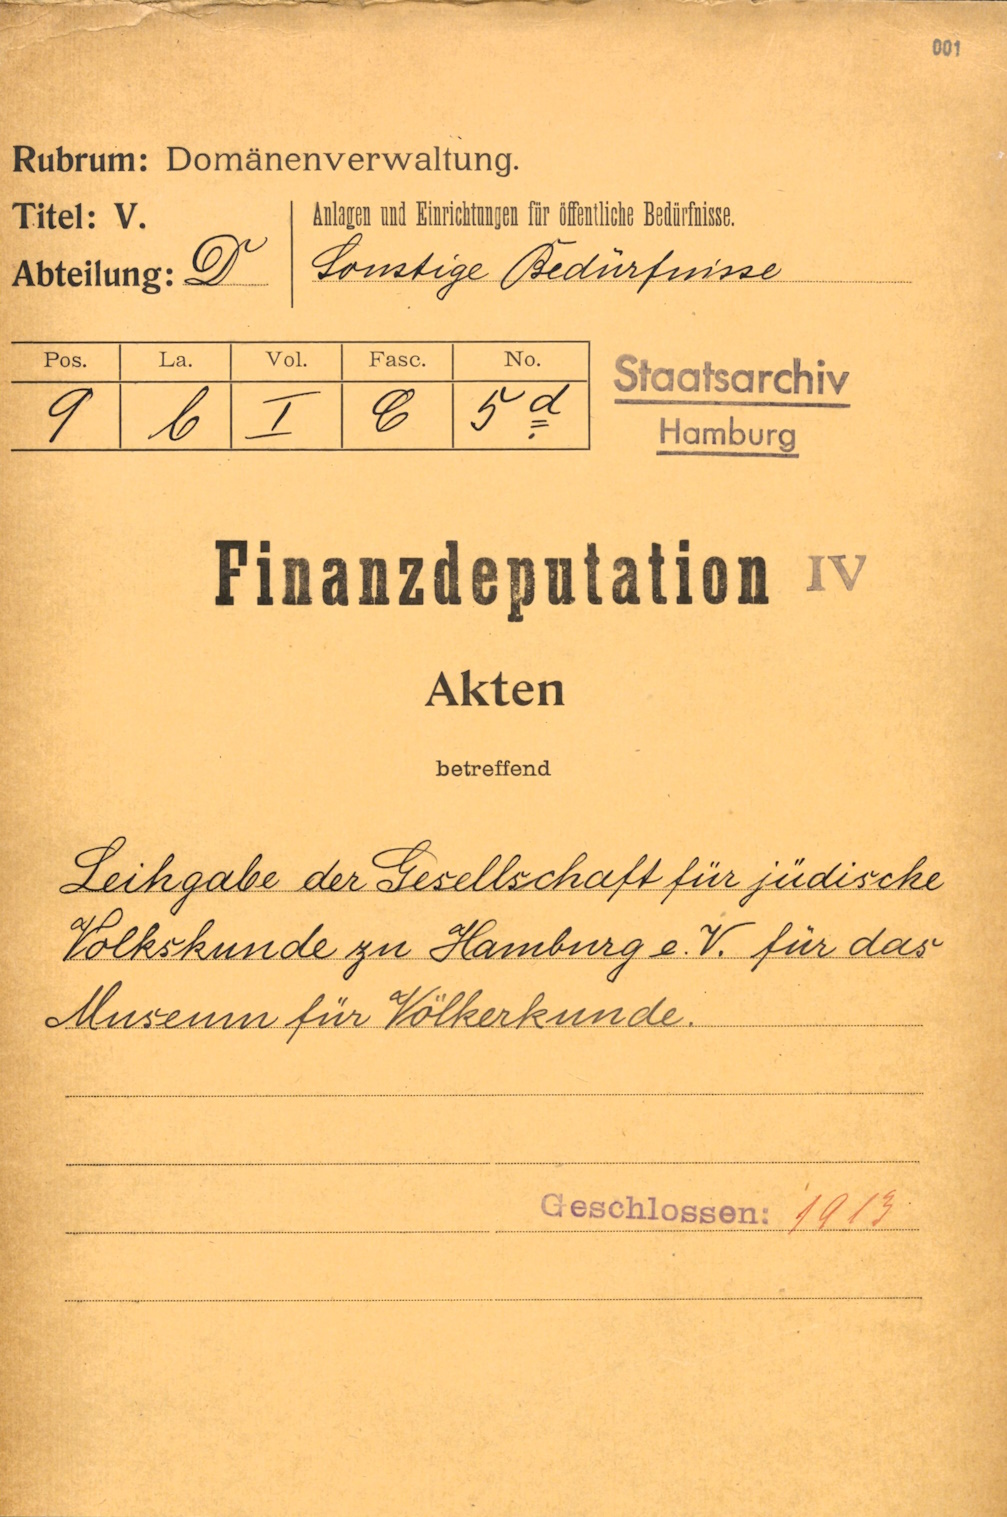 001
Rubrum: Domänenverwaltung.
Titel: V.
Anlagen und Einrichtungen für öffentliche Bedürfnisse.
Abteilung: D
Sonstige Bedürfnisse
Pos. La. Vol. Fasc. No.
9 b I C 5 d
Staatsarchiv
Hamburg
Finanzdeputation IV
Akten
betreffend
Leihgabe der Gesellschaft für jüdische
Volkskunde zu Hamburg e. V. für das
Museum für Völkerkunde.
Geschlossen: 1913